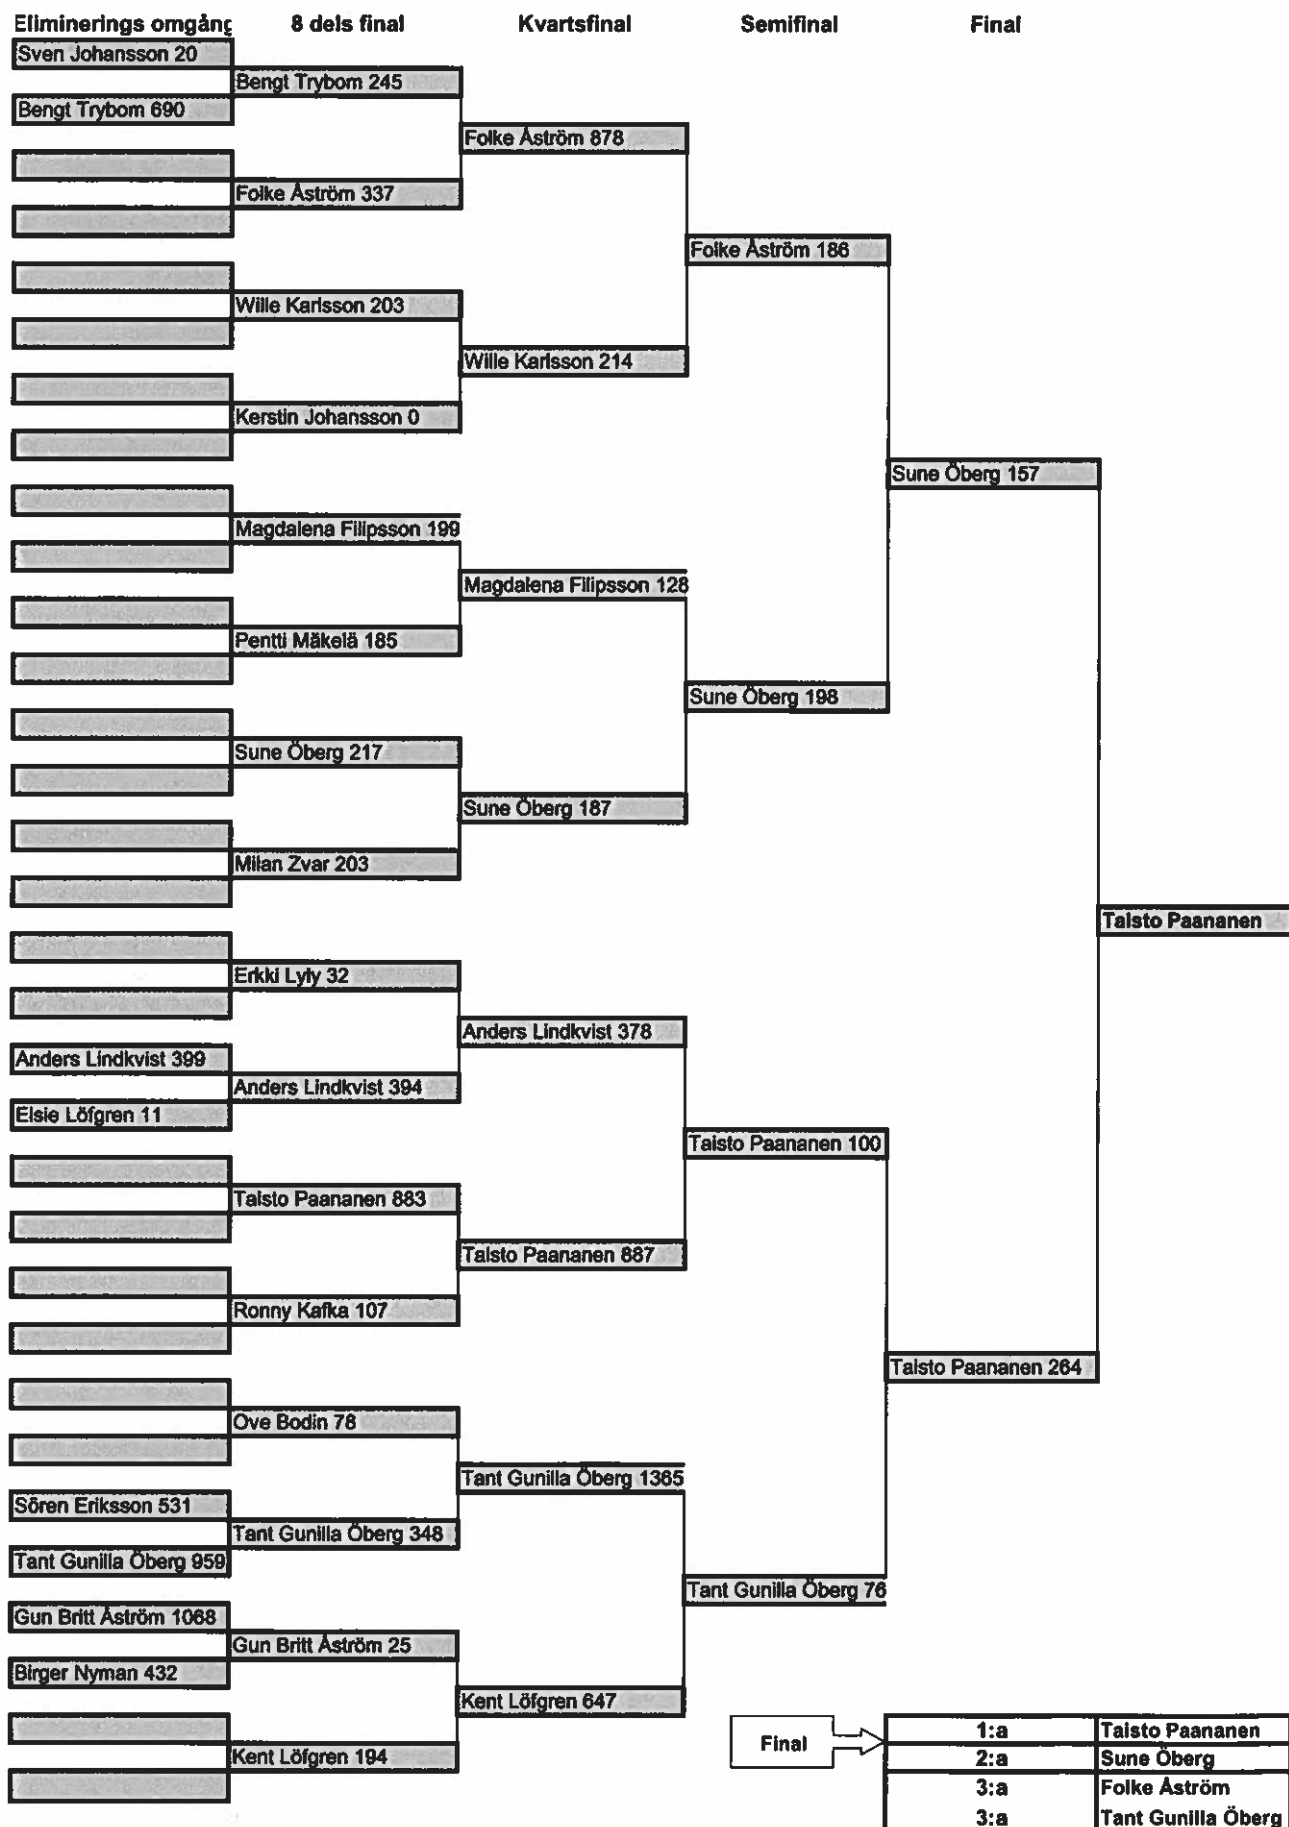 Eliminerings omgång 8 dels final Kvartsfinal Semifinal Final
Sven Johansson 20
Bengt Trybom 245
Bengt Trybom 690
Folke Åström 878
Folke Åström 337
Folke Åström 186
Wille Karlsson 203
Wille Karlsson 214
Kerstin Johansson 0
Sune Öberg 157
Magdalena Filipsson 199
Magdalena Filipsson 128
Pentti Mäkelä 185
Sune Öberg 198
Sune Öberg 217
Sune Öberg 187
Milan Zvar 203
Taisto Paananen
Erkki Lyly 32
Anders Lindkvist 378
Anders Lindkvist 399
Anders Lindkvist 394
Elsie Löfgren 11
Taisto Paananen 100
Taisto Paananen 883
Taisto Paananen 887
Ronny Kafka 107
Taisto Paananen 264
Ove Bodin 78
Tant Gunilla Öberg 1365
Sören Eriksson 531
Tant Gunilla Öberg 348
Tant Gunilla Öberg 959
Tant Gunilla Öberg 76
Gun Britt Åström 1068
Gun Britt Åström 25
Birger Nyman 432
Kent Löfgren 647
Kent Löfgren 194
Final
1:a Taisto Paananen
2:a Sune Öberg
3:a Folke Åström
3:a Tant Gunilla Öberg